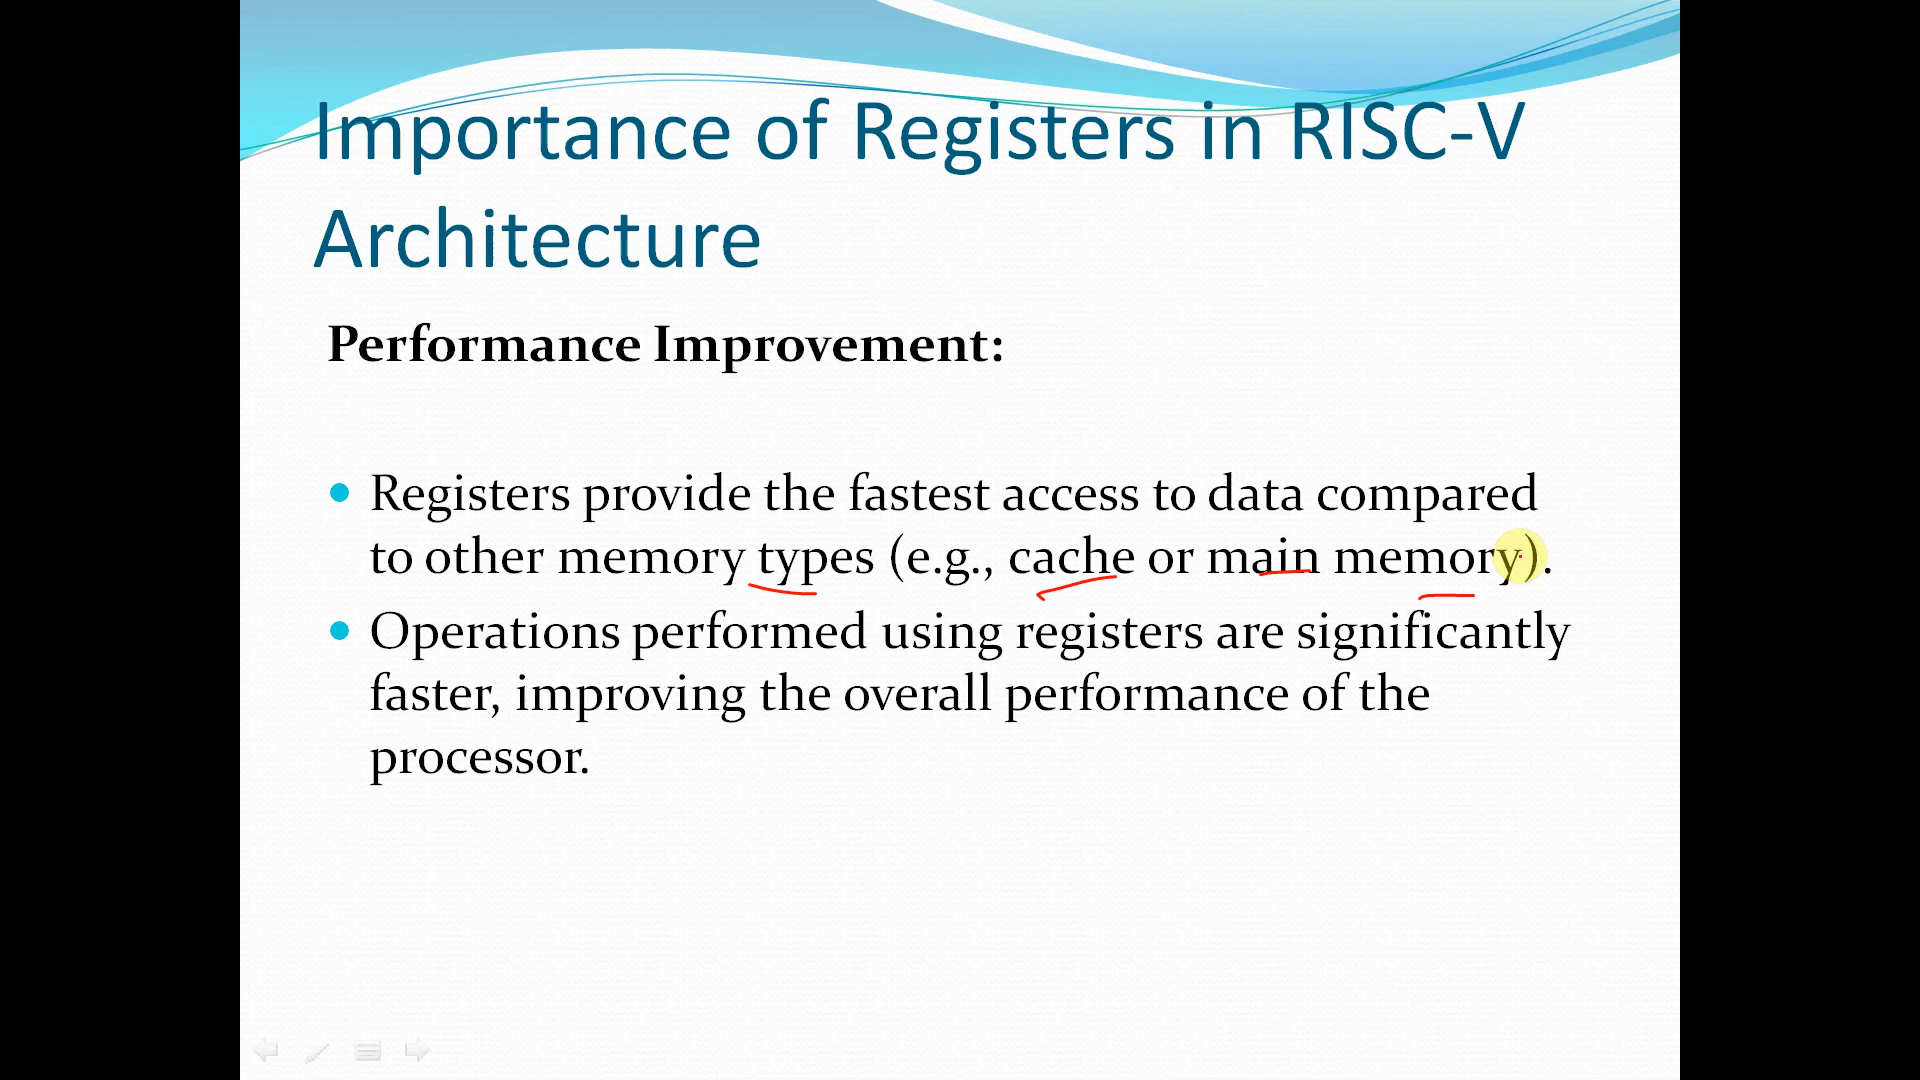 Importance of Registers in RISC-V
Architecture
Performance Improvement:
Registers provide the fastest access to data compared
to other memory types (e.g., cache or main memory).
Operations performed using registers are significantly
faster, improving the overall performance of the
processor.